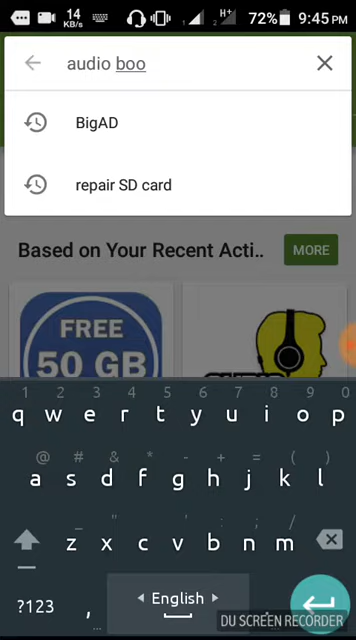 14 KB/s H+ 72% 9:45 PM
audio boo
BigAD
repair SD card
Based on Your Recent Acti.. MORE
FREE
50 GB
1 2 3 4 5 6 7 8 9 0
q w e r t y u i o p
@ # & * - + = ( )
a s d f g h j k l
_ " ' : ; /
z x c v b n m
?123 , English
DU SCREEN RECORDER